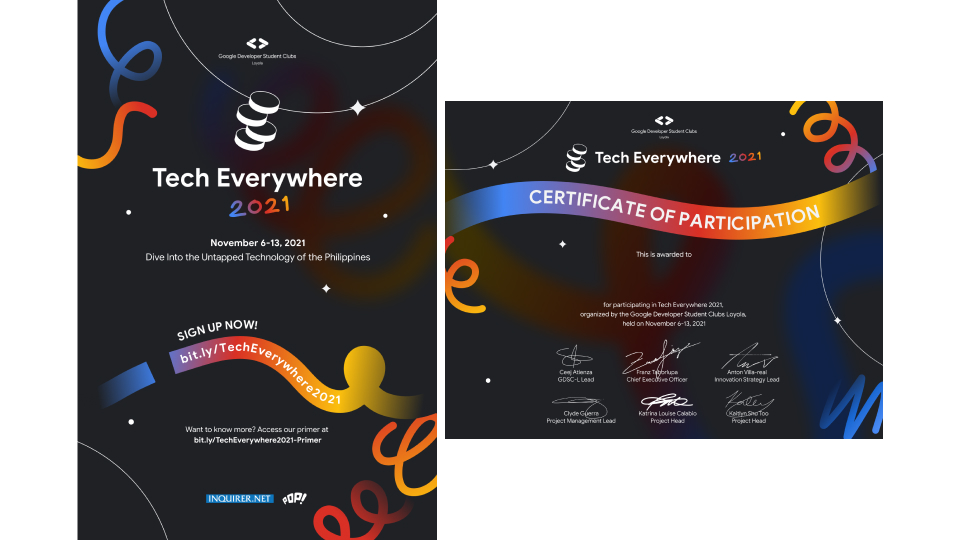 Google Developer Student Clubs
Loyola
Tech Everywhere
2021
November 6-13, 2021
Dive Into the Untapped Technology of the Philippines
SIGN UP NOW!
bit.ly/TechEverywhere2021
Want to know more? Access our primer at
bit.ly/TechEverywhere2021-Primer
INQUIRER.NET POP!
Google Developer Student Clubs
Loyola
Tech Everywhere 2021
CERTIFICATE OF PARTICIPATION
This is awarded to
for participating in Tech Everywhere 2021,
organized by the Google Developer Student Clubs Loyola,
held on November 6-13, 2021
Ceej Atienza
GDSC-L Lead
Franz Taborlupa
Chief Executive Officer
Anton Villa-real
Innovation Strategy Lead
Clyde Guerra
Project Management Lead
Katrina Louise Calabio
Project Head
Kaitlyn Sy Too
Project Head